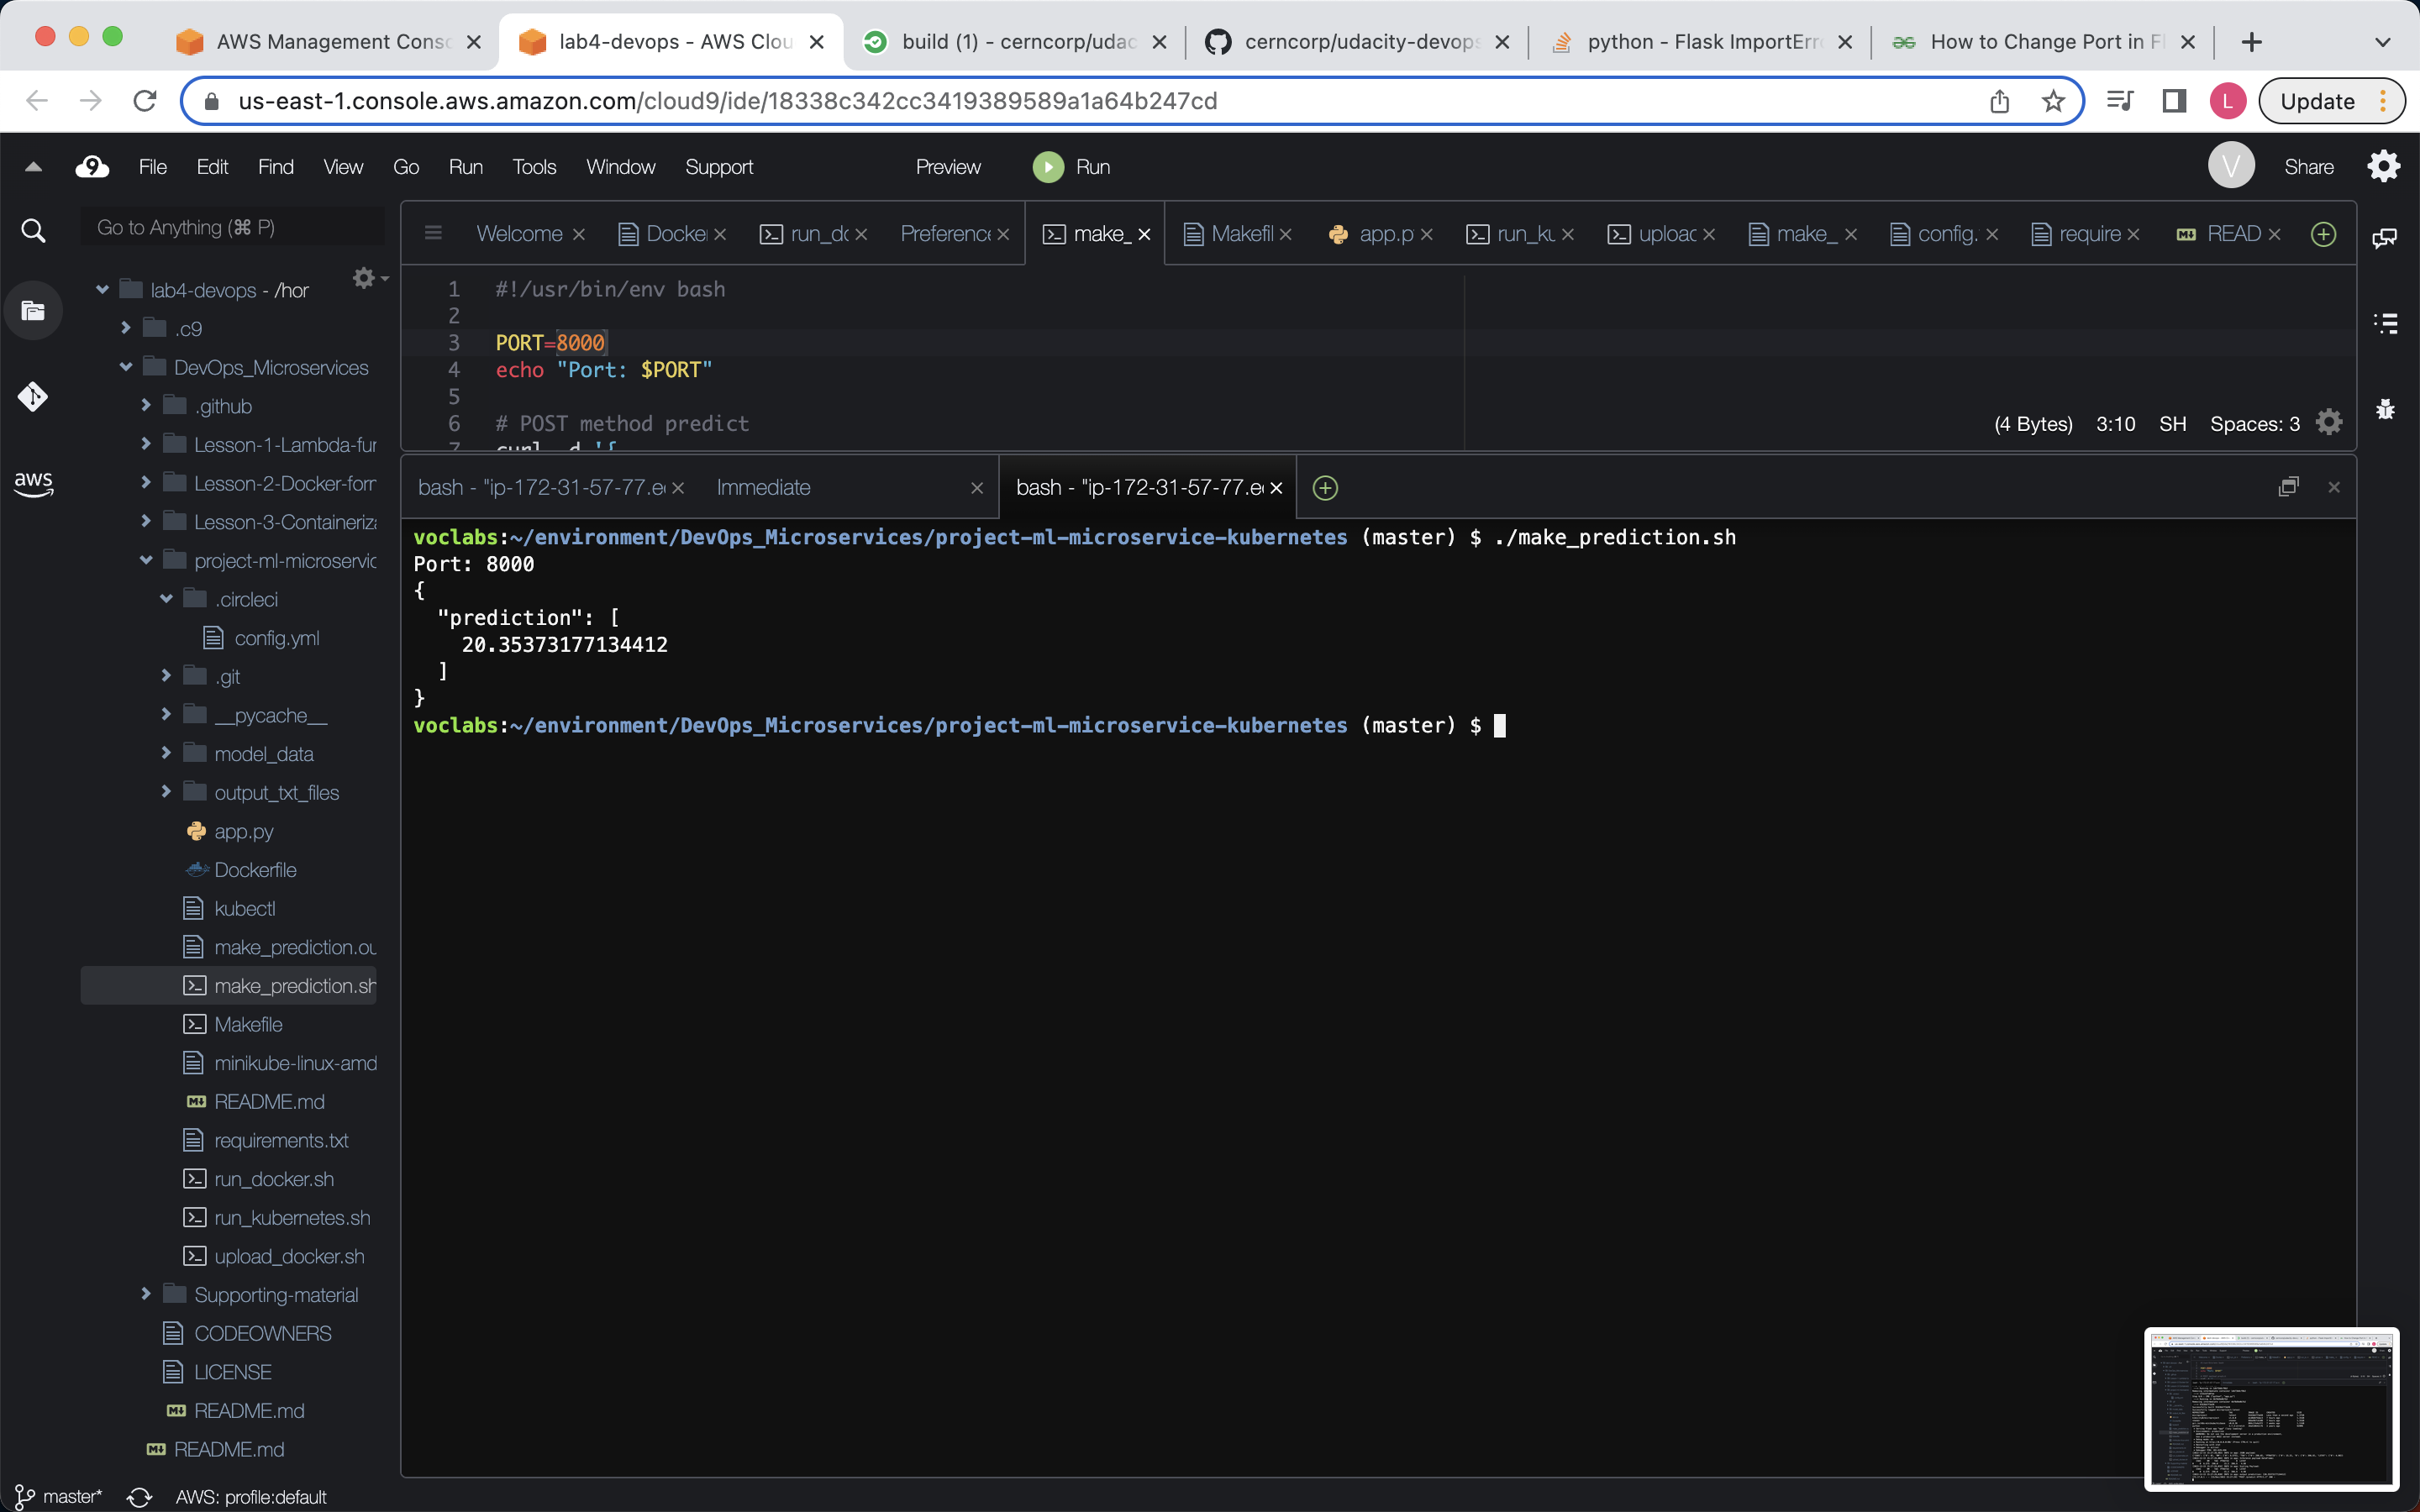 AWS Management Conso
lab4-devops - AWS Clou
build (1) - cerncorp/udac
cerncorp/udacity-devops
python - Flask ImportErro
How to Change Port in Fl
us-east-1.console.aws.amazon.com/cloud9/ide/18338c342cc3419389589a1a64b247cd
L
Update
9
File Edit Find View Go Run Tools Window Support
Preview
Run
V
Share
Go to Anything (⌘ P)
Welcome
Docker
run_dc
Preference
make_
Makefil
app.p
run_ku
upload
make_
config.
require
READ
lab4-devops - /hor
.c9
DevOps_Microservices
.github
Lesson-1-Lambda-fur
Lesson-2-Docker-forn
Lesson-3-Containeriza
project-ml-microservic
.circleci
config.yml
.git
__pycache__
model_data
output_txt_files
app.py
Dockerfile
kubectl
make_prediction.ou
make_prediction.sh
Makefile
minikube-linux-amd
README.md
requirements.txt
run_docker.sh
run_kubernetes.sh
upload_docker.sh
Supporting-material
CODEOWNERS
LICENSE
README.md
README.md
aws
1 #!/usr/bin/env bash
2
3 PORT=8000
4 echo "Port: $PORT"
5
6 # POST method predict
7 curl -d '{
(4 Bytes) 3:10 SH Spaces: 3
bash - "ip-172-31-57-77.e
Immediate
bash - "ip-172-31-57-77.e
voclabs:~/environment/DevOps_Microservices/project-ml-microservice-kubernetes (master) $ ./make_prediction.sh
Port: 8000
{
"prediction": [
20.35373177134412
]
}
voclabs:~/environment/DevOps_Microservices/project-ml-microservice-kubernetes (master) $
master*
AWS: profile:default